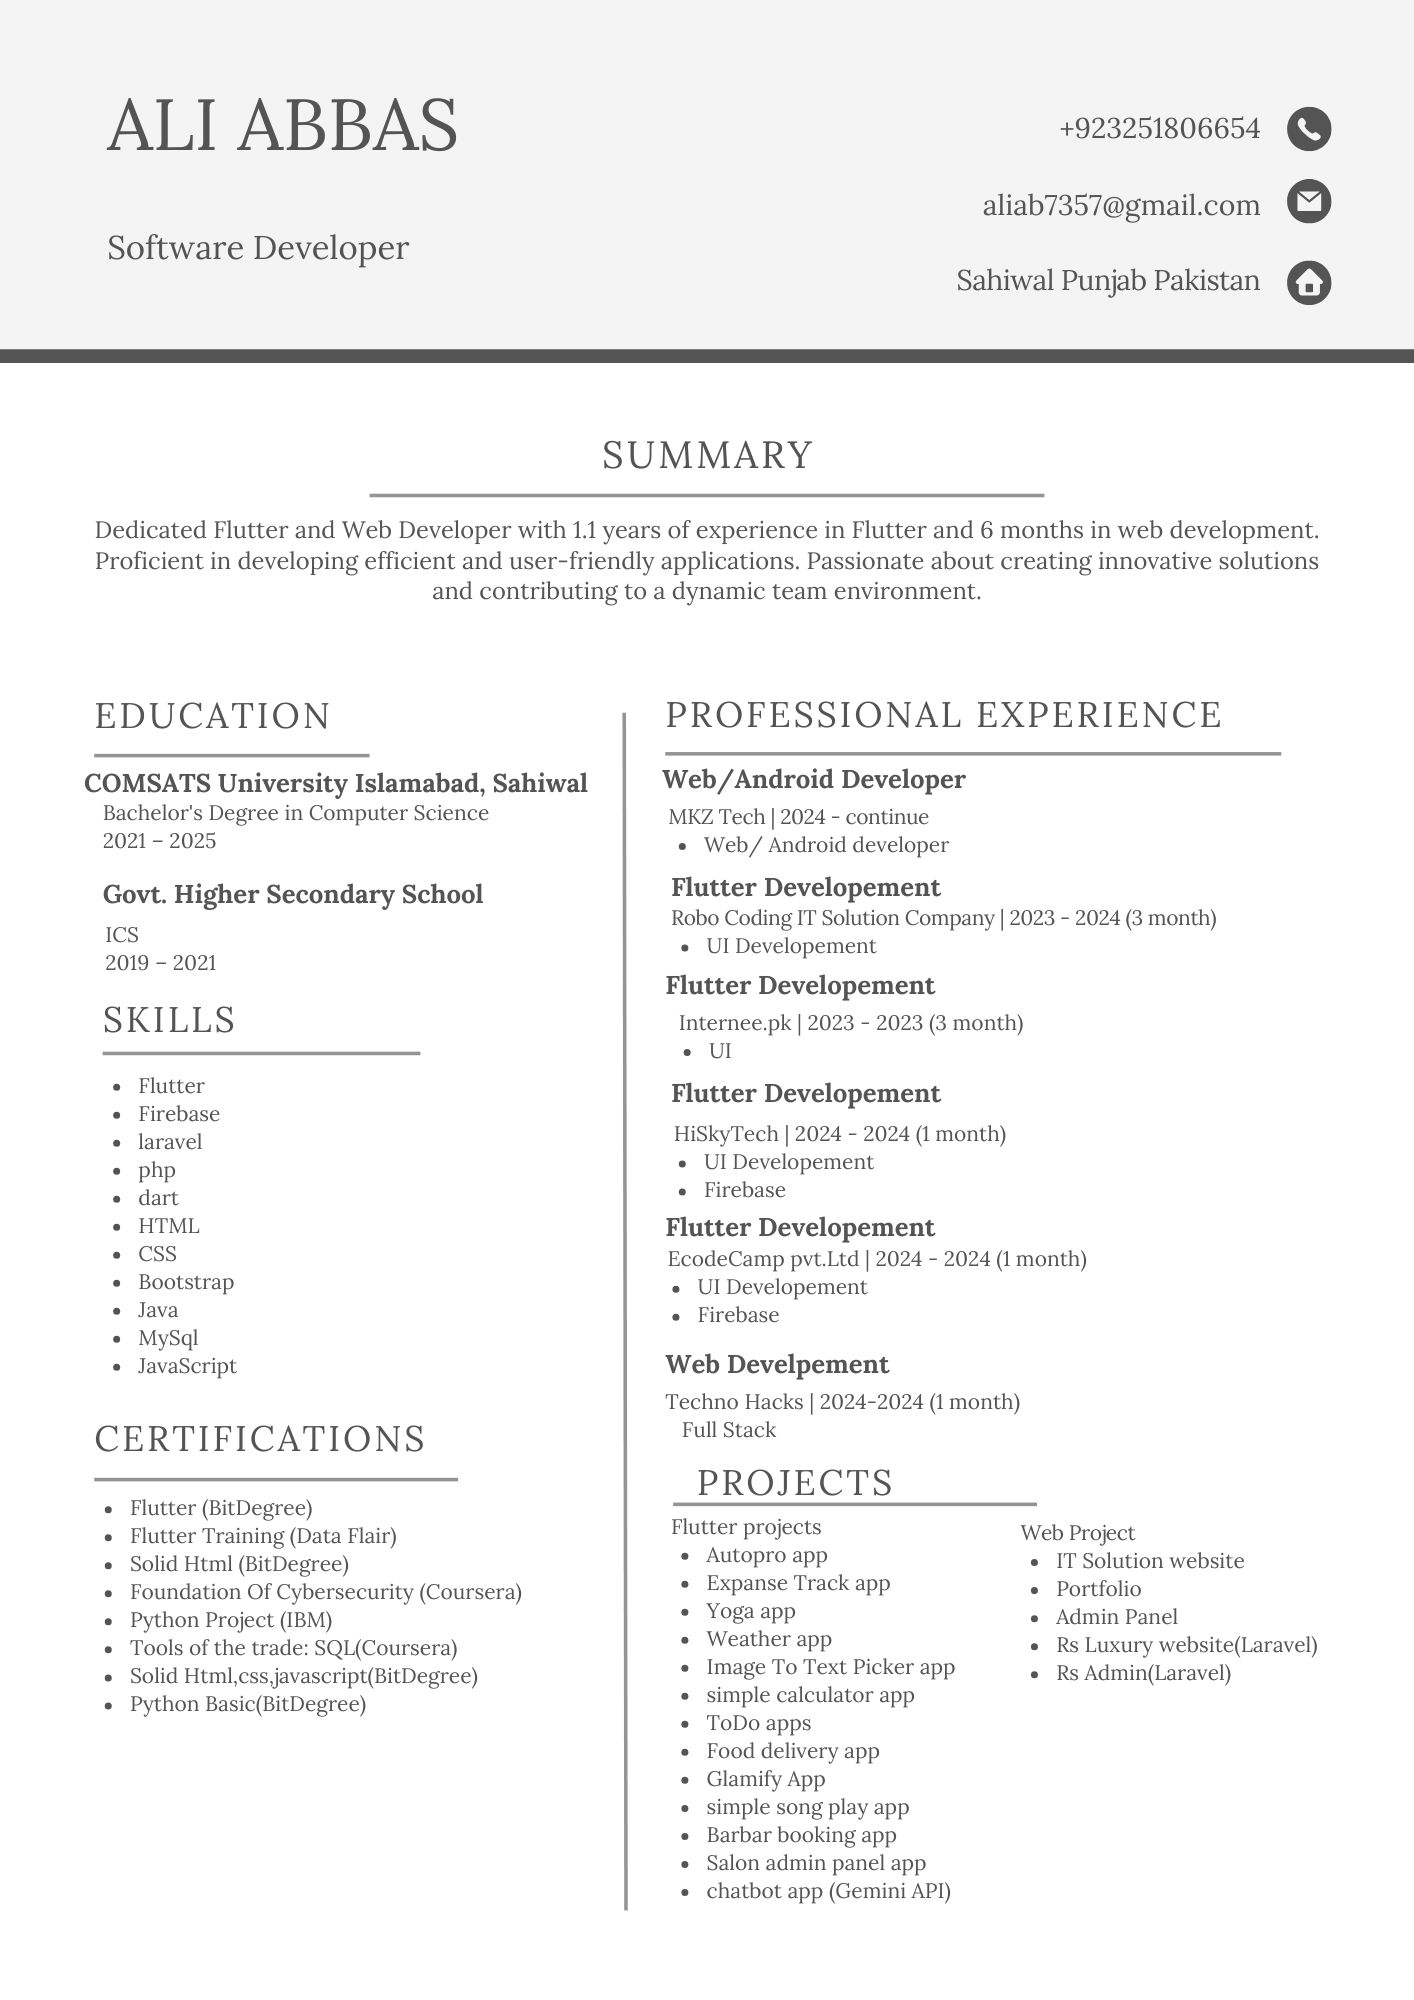 ALI ABBAS
Software Developer
+923251806654
aliab7357@gmail.com
Sahiwal Punjab Pakistan
SUMMARY
Dedicated Flutter and Web Developer with 1.1 years of experience in Flutter and 6 months in web development.
Proficient in developing efficient and user-friendly applications. Passionate about creating innovative solutions
and contributing to a dynamic team environment.
EDUCATION
COMSATS University Islamabad, Sahiwal
Bachelor's Degree in Computer Science
2021 – 2025
Govt. Higher Secondary School
ICS
2019 – 2021
SKILLS
• Flutter
• Firebase
• laravel
• php
• dart
• HTML
• CSS
• Bootstrap
• Java
• MySql
• JavaScript
CERTIFICATIONS
• Flutter (BitDegree)
• Flutter Training (Data Flair)
• Solid Html (BitDegree)
• Foundation Of Cybersecurity (Coursera)
• Python Project (IBM)
• Tools of the trade: SQL(Coursera)
• Solid Html,css,javascript(BitDegree)
• Python Basic(BitDegree)
PROFESSIONAL EXPERIENCE
Web/Android Developer
MKZ Tech | 2024 - continue
• Web/ Android developer
Flutter Developement
Robo Coding IT Solution Company | 2023 - 2024 (3 month)
• UI Developement
Flutter Developement
Internee.pk | 2023 - 2023 (3 month)
• UI
Flutter Developement
HiSkyTech | 2024 - 2024 (1 month)
• UI Developement
• Firebase
Flutter Developement
EcodeCamp pvt.Ltd | 2024 - 2024 (1 month)
• UI Developement
• Firebase
Web Develpement
Techno Hacks | 2024-2024 (1 month)
Full Stack
PROJECTS
Flutter projects
• Autopro app
• Expanse Track app
• Yoga app
• Weather app
• Image To Text Picker app
• simple calculator app
• ToDo apps
• Food delivery app
• Glamify App
• simple song play app
• Barbar booking app
• Salon admin panel app
• chatbot app (Gemini API)
Web Project
• IT Solution website
• Portfolio
• Admin Panel
• Rs Luxury website(Laravel)
• Rs Admin(Laravel)